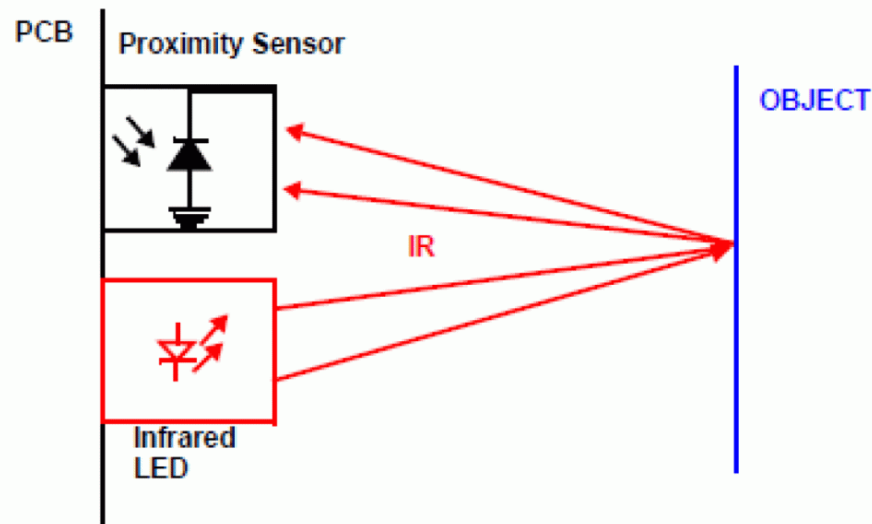 PCB
Proximity Sensor
OBJECT
IR
Infrared
LED